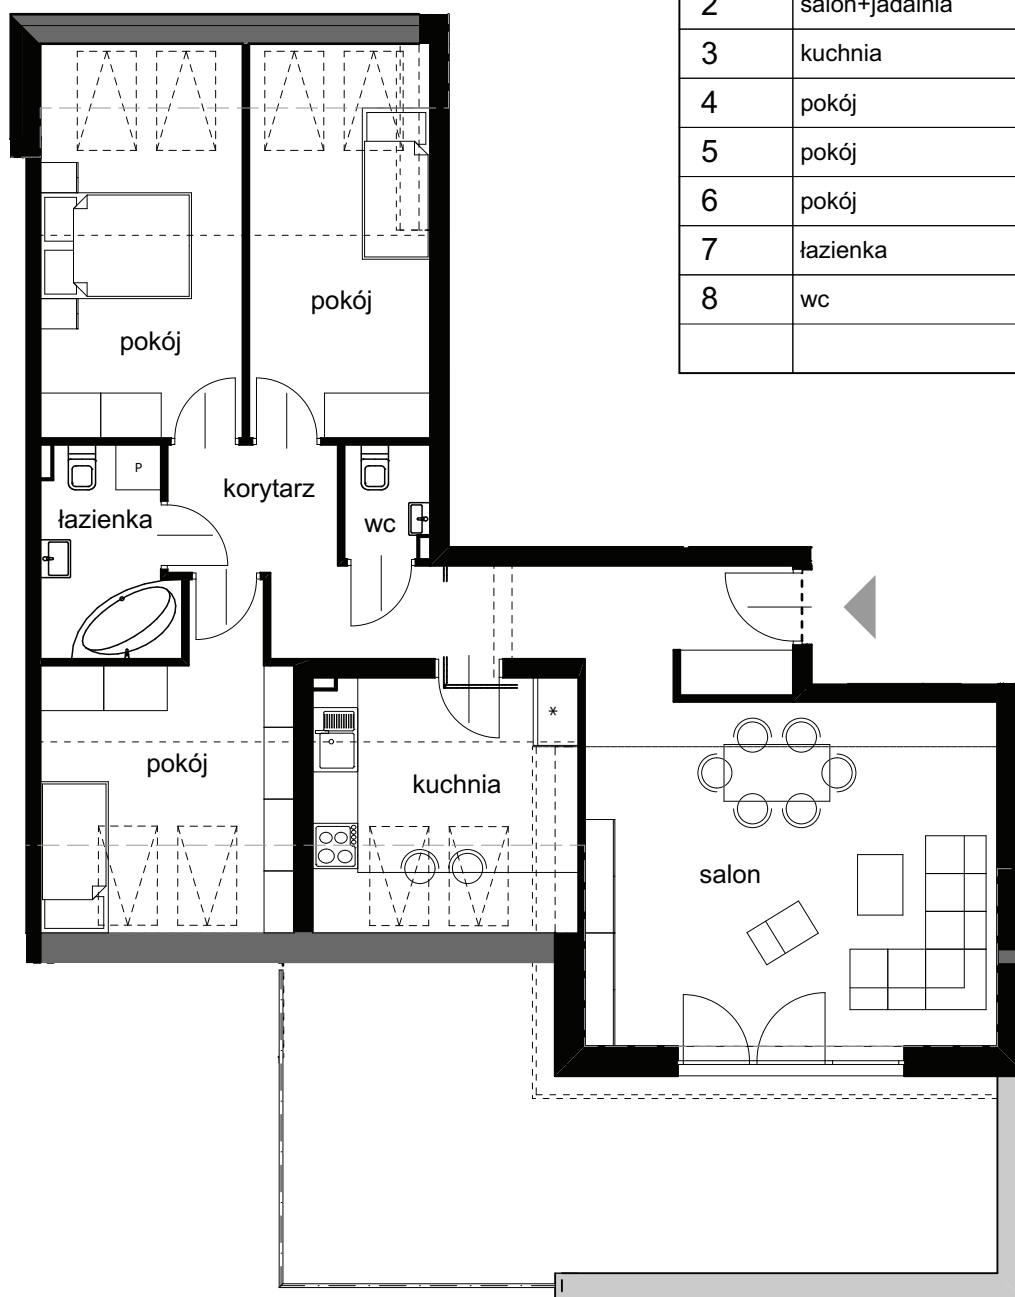 2 salon+jadalnia
3 kuchnia
4 pokój
5 pokój
6 pokój
7 łazienka
8 wc
pokój
pokój
P
korytarz
łazienka
wc
*
pokój
kuchnia
salon